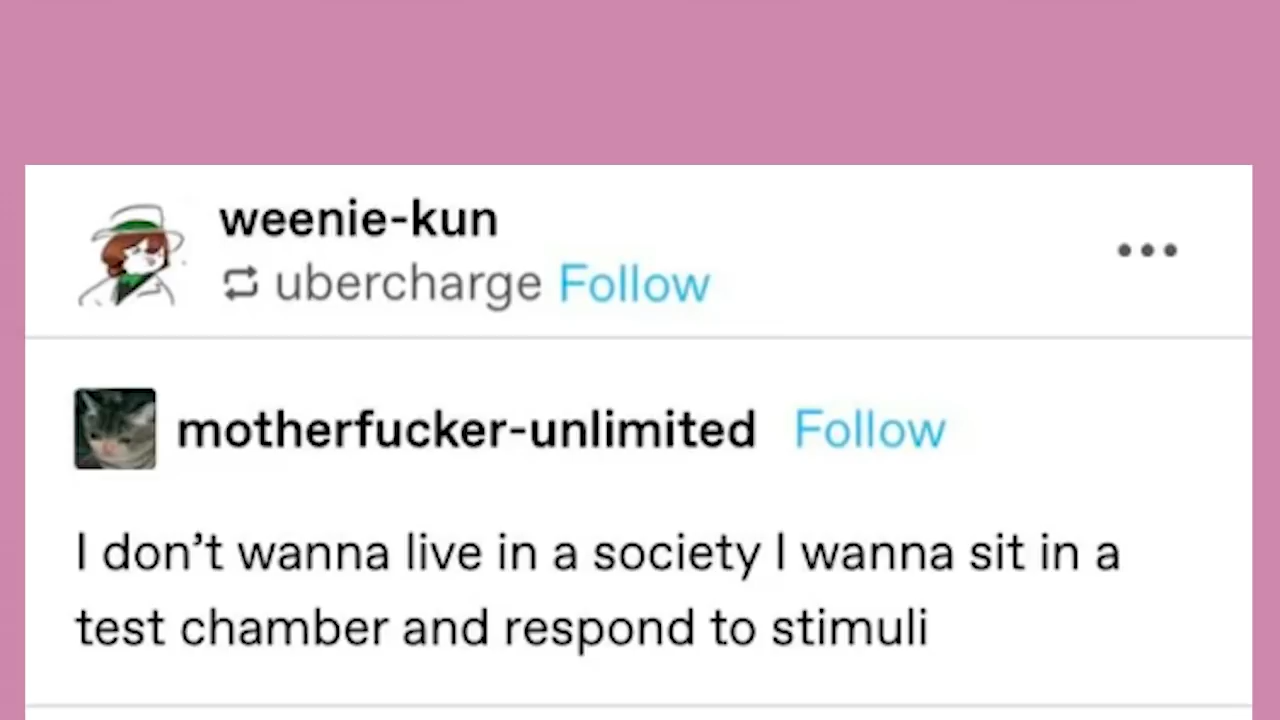 weenie-kun
ubercharge Follow
motherfucker-unlimited Follow
I don’t wanna live in a society I wanna sit in a
test chamber and respond to stimuli